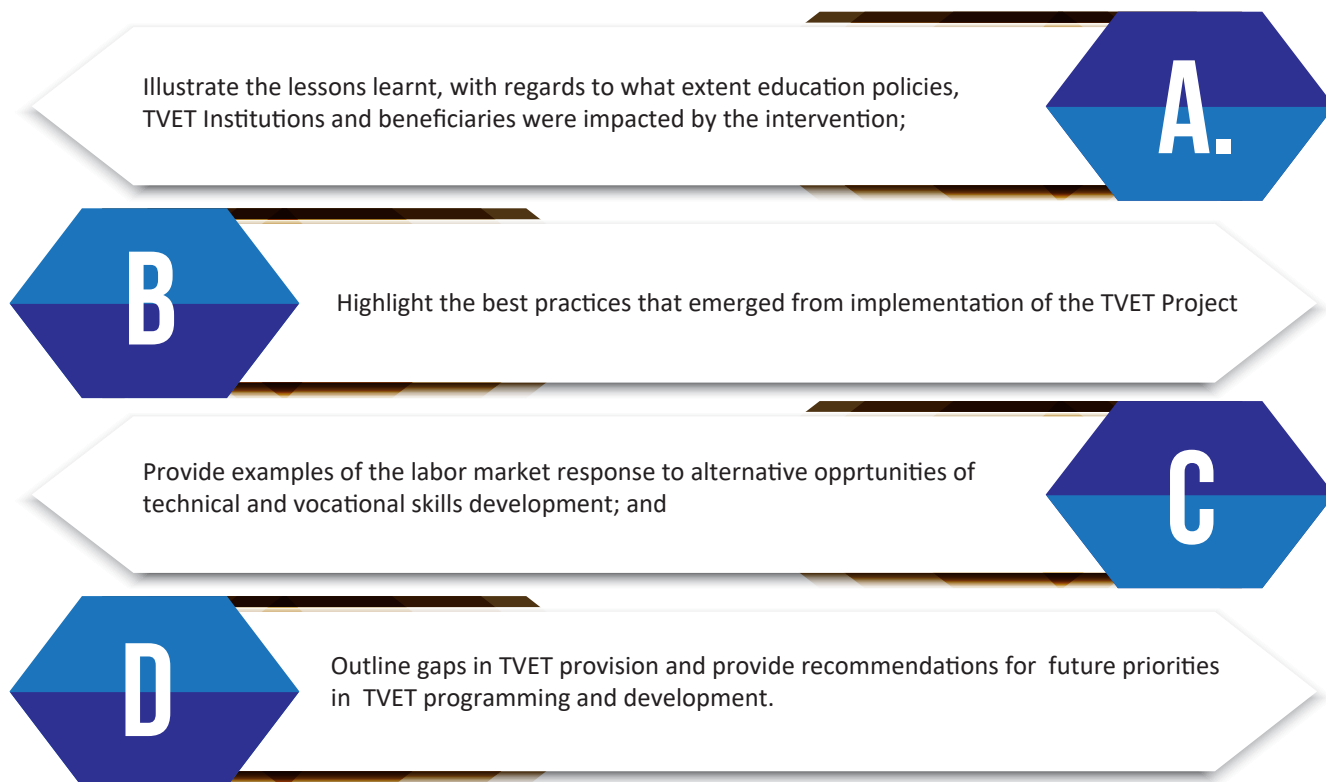 Illustrate the lessons learnt, with regards to what extent education policies,
TVET Institutions and beneficiaries were impacted by the intervention;
A.
B
Highlight the best practices that emerged from implementation of the TVET Project
Provide examples of the labor market response to alternative opprtunities of
technical and vocational skills development; and
C
D
Outline gaps in TVET provision and provide recommendations for future priorities
in TVET programming and development.